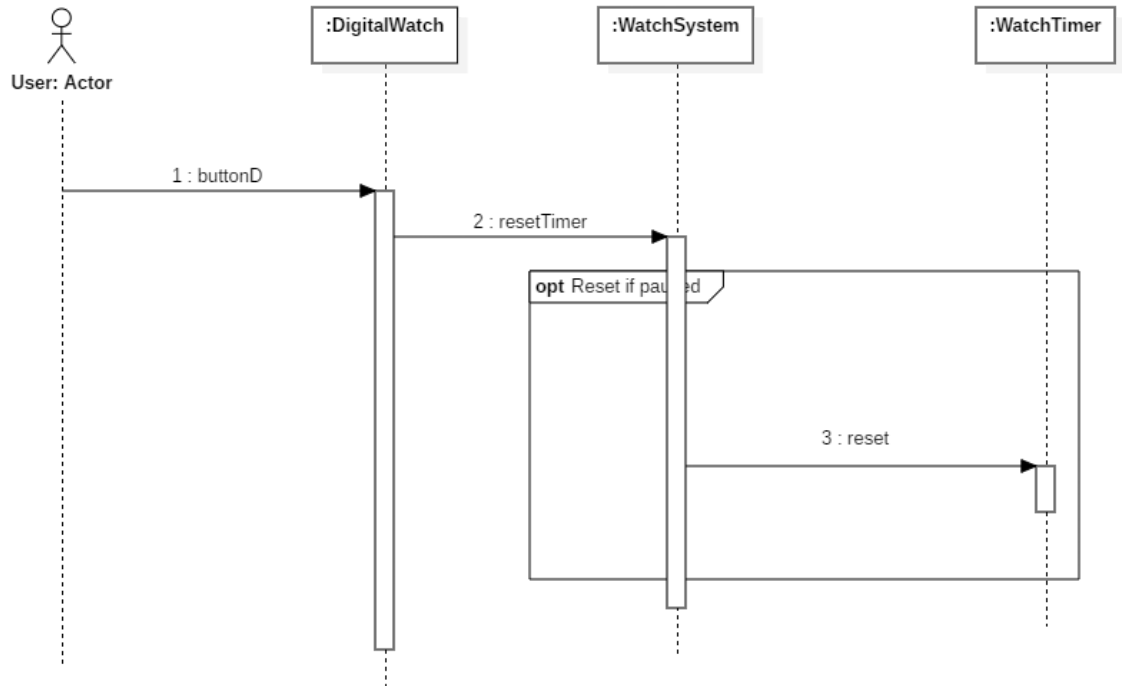 :DigitalWatch
:WatchSystem
:WatchTimer
User: Actor
1 : buttonD
2 : resetTimer
opt Reset if
3 : reset